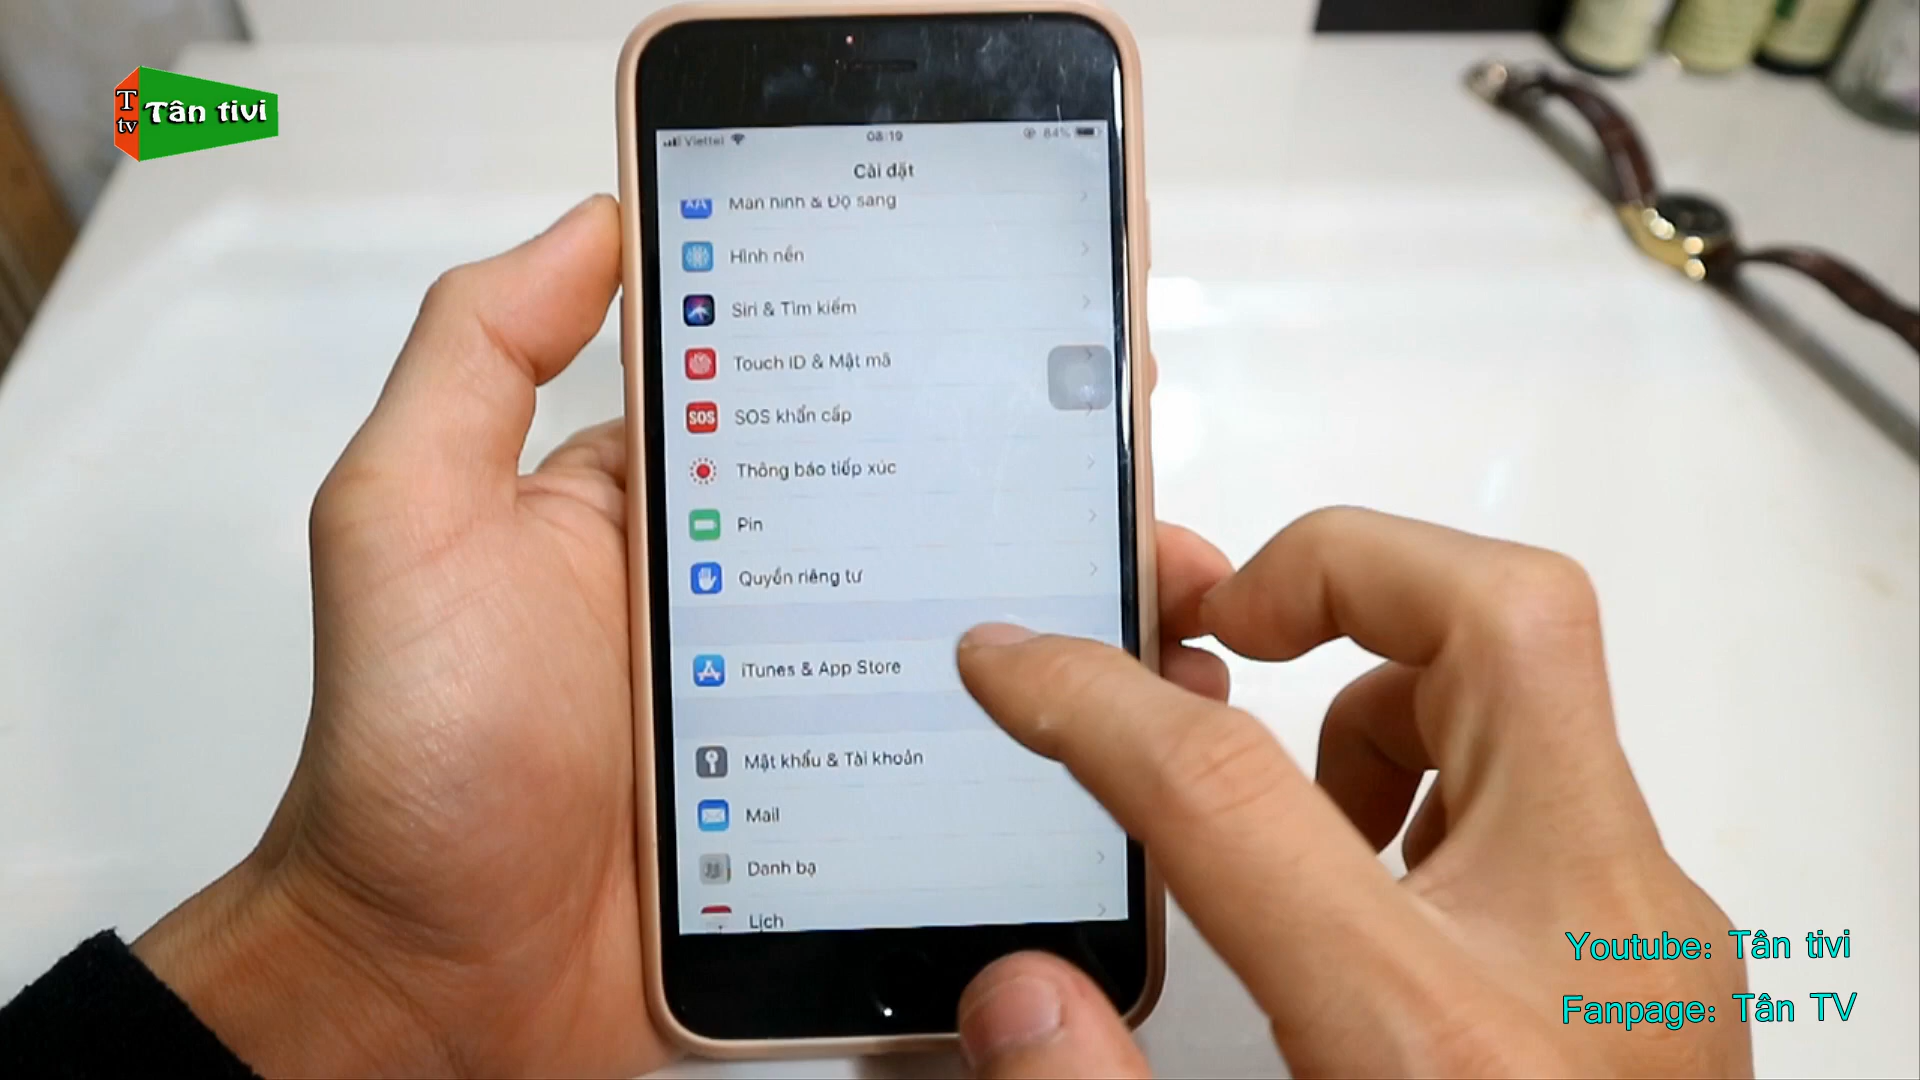 T
tv
Tân tivi
Viettel
08:19
84%
Cài đặt
AA
Màn hình & Độ sáng
Hình nền
Siri & Tìm kiếm
Touch ID & Mật mã
SOS
SOS khẩn cấp
Thông báo tiếp xúc
Pin
Quyền riêng tư
iTunes & App Store
Mật khẩu & Tài khoản
Mail
Danh bạ
Lịch
Youtube: Tân tivi
Fanpage: Tân TV